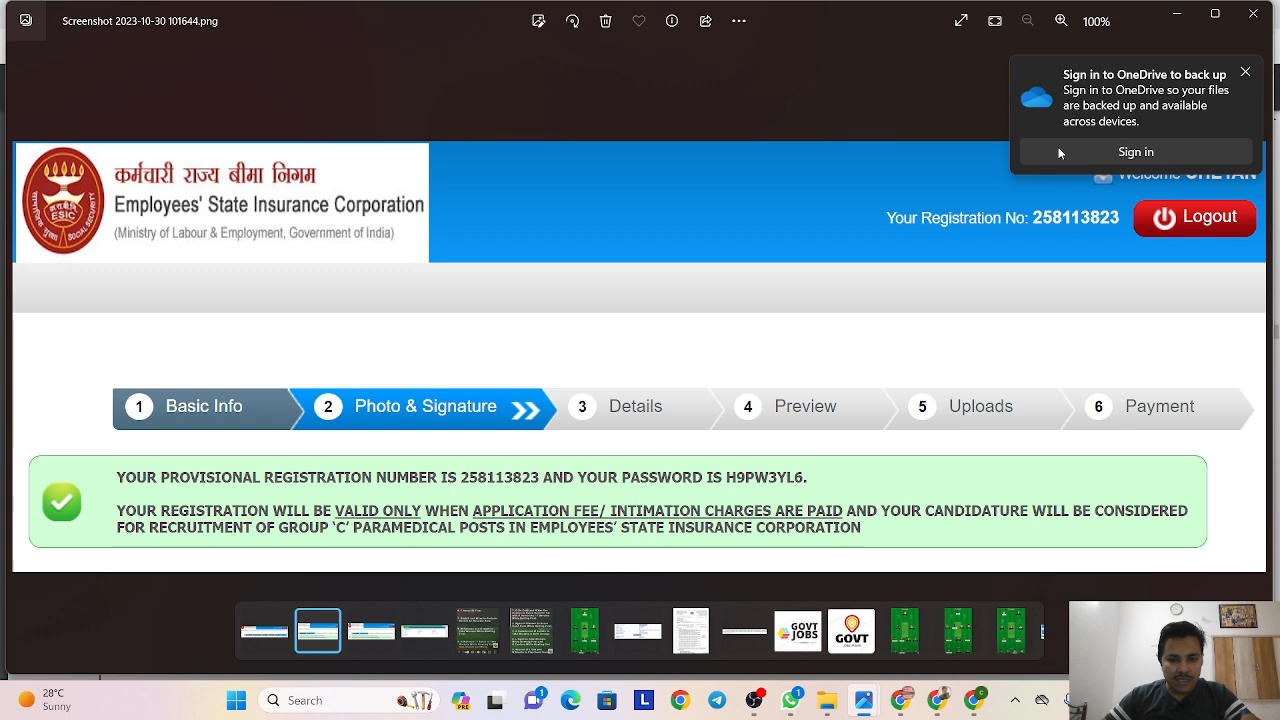 Screenshot 2023-10-30 101644.png
100%
Sign in to OneDrive to back up
Sign in to OneDrive so your files
are backed up and available
across devices.
Sign in
कर्मचारी राज्य बीमा निगम
Employees' State Insurance Corporation
(Ministry of Labour & Employment, Government of India)
ESIC
Welcome CHETAN
Your Registration No: 258113823
Logout
1 Basic Info
2 Photo & Signature
3 Details
4 Preview
5 Uploads
6 Payment
YOUR PROVISIONAL REGISTRATION NUMBER IS 258113823 AND YOUR PASSWORD IS H9PW3YL6.
YOUR REGISTRATION WILL BE VALID ONLY WHEN APPLICATION FEE/ INTIMATION CHARGES ARE PAID AND YOUR CANDIDATURE WILL BE CONSIDERED
FOR RECRUITMENT OF GROUP ‘C’ PARAMEDICAL POSTS IN EMPLOYEES’ STATE INSURANCE CORPORATION
GOVT
JOBS
GOVT
28°C
Sunny
Search
PRE
1
L
1
C